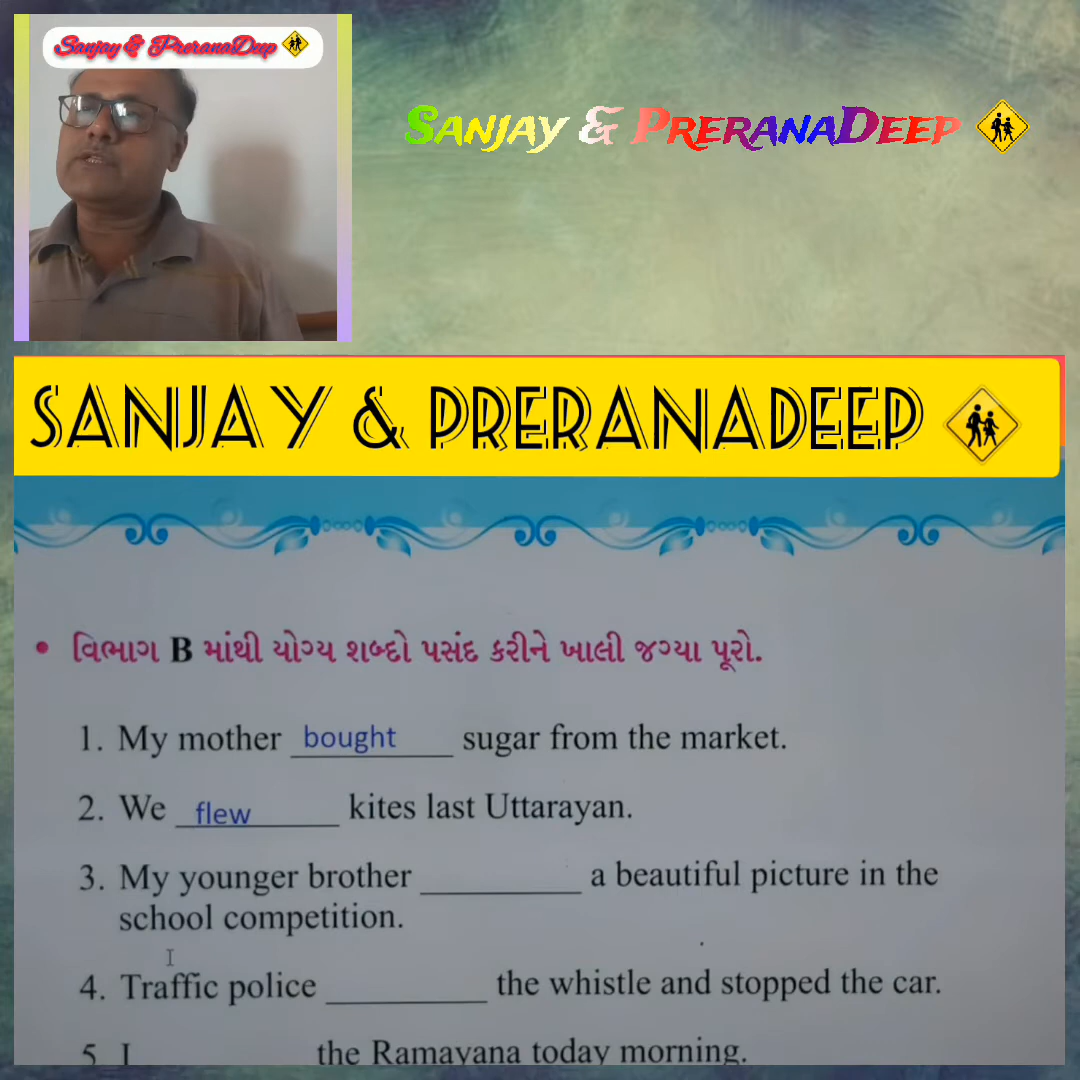 Sanjay & PreranaDeep
Sanjay & PreranaDeep
SANJAY & PRERANADEEP
• વિભાગ B માંથી યોગ્ય શબ્દો પસંદ કરીને ખાલી જગ્યા પૂરો.
1. My mother bought sugar from the market.
2. We flew kites last Uttarayan.
3. My younger brother __________ a beautiful picture in the
school competition.
4. Traffic police __________ the whistle and stopped the car.
5 I __________ the Ramayana today morning.